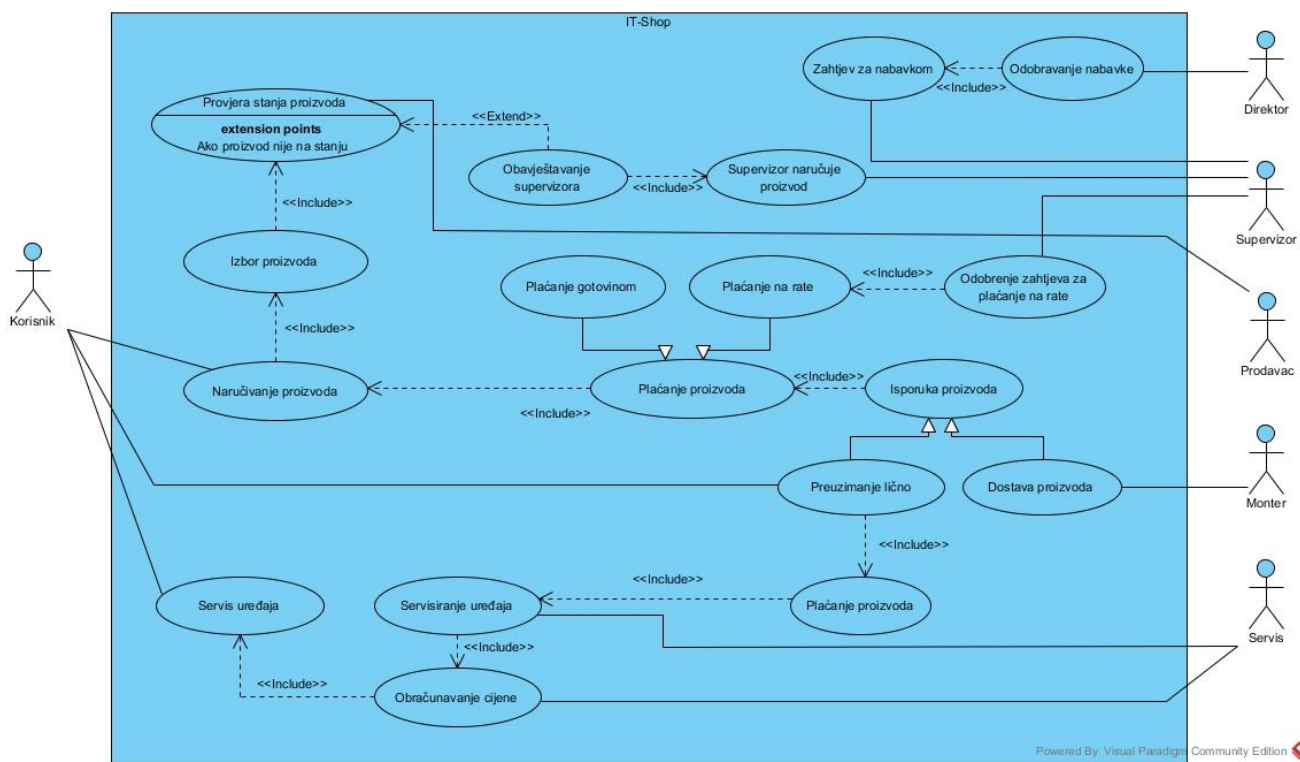 IT-Shop
Zahtjev za nabavkom
<<Include>>
Odobravanje nabavke
Direktor
Provjera stanja proizvoda
extension points
Ako proizvod nije na stanju
<<Extend>>
Obavještavanje
supervizora
<<Include>>
Supervizor naručuje
proizvod
Supervizor
<<Include>>
Izbor proizvoda
Korisnik
Plaćanje gotovinom
Plaćanje na rate
<<Include>>
Odobrenje zahtjeva za
plaćanje na rate
<<Include>>
Prodavac
Naručivanje proizvoda
<<Include>>
Plaćanje proizvoda
<<Include>>
Isporuka proizvoda
Preuzimanje lično
Dostava proizvoda
Monter
<<Include>>
Servis uređaja
Servisiranje uređaja
<<Include>>
Plaćanje proizvoda
Servis
<<Include>>
<<Include>>
Obračunavanje cijene
Powered By Visual Paradigm Community Edition